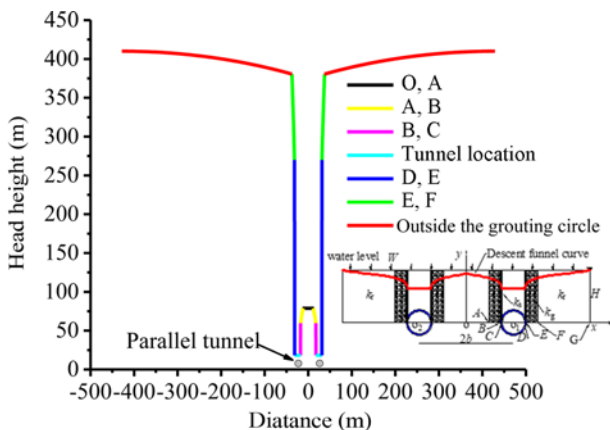 450
400
350
300
250
200
150
100
50
0
Head height (m)
-500 -400 -300 -200 -100 0 100 200 300 400 500
Diatance (m)
O, A
A, B
B, C
Tunnel location
D, E
E, F
Outside the grouting circle
Parallel tunnel
water level W y Descent funnel curve
H
A B C D E F G x
2b